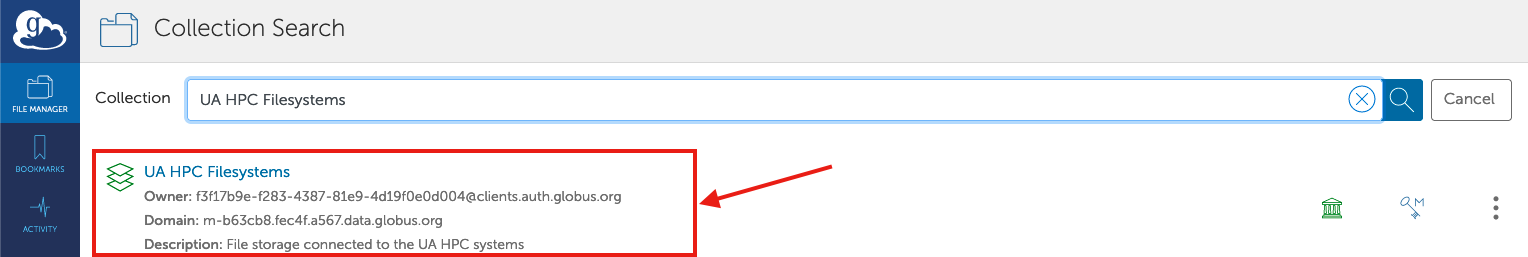 g
Collection Search
FILE MANAGER
Collection
UA HPC Filesystems
Cancel
BOOKMARKS
UA HPC Filesystems
Owner: f3f17b9e-f283-4387-81e9-4d19f0e0d004@clients.auth.globus.org
M
Domain: m-b63cb8.fec4f.a567.data.globus.org
ACTIVITY
Description: File storage connected to the UA HPC systems